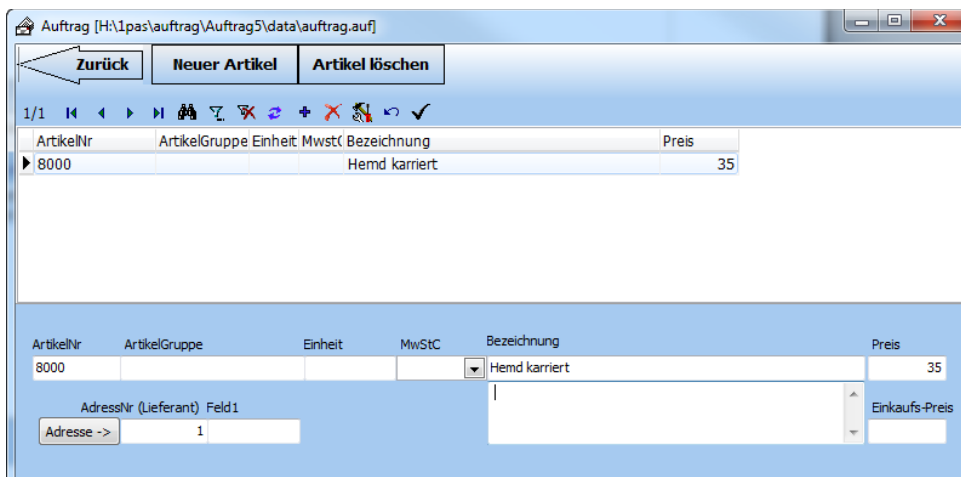 Auftrag [H:\1pas\auftrag\Auftrag5\data\auftrag.auf]
Zurück Neuer Artikel Artikel löschen
1/1
ArtikelNr ArtikelGruppe Einheit Mwst( Bezeichnung Preis
8000 Hemd karriert 35
ArtikelNr ArtikelGruppe Einheit MwStC Bezeichnung Preis
8000 Hemd karriert 35
AdressNr (Lieferant) Feld1 Einkaufs-Preis
Adresse -> 1